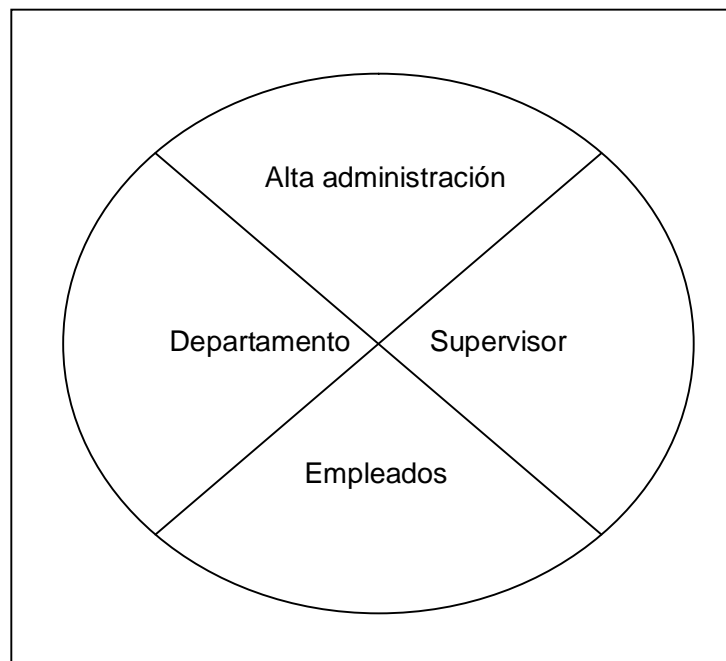 Alta administración
Departamento
Supervisor
Empleados